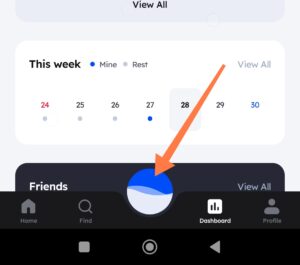 View All
This week Mine Rest View All
24 25 26 27 28 29 30
Friends View All
Home Find Dashboard Profile